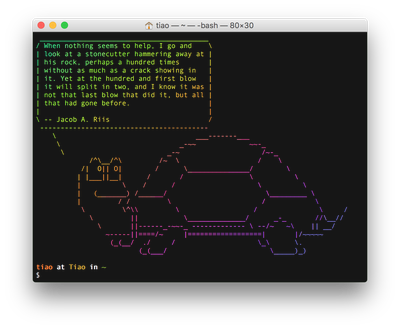 tiao — ~ — -bash — 80×30
When nothing seems to help, I go and
look at a stonecutter hammering away at
his rock, perhaps a hundred times
without as much as a crack showing in
it. Yet at the hundred and first blow
it will split in two, and I know it was
not that last blow that did it, but all
that had gone before.
-- Jacob A. Riis
tiao at Tiao in ~
$